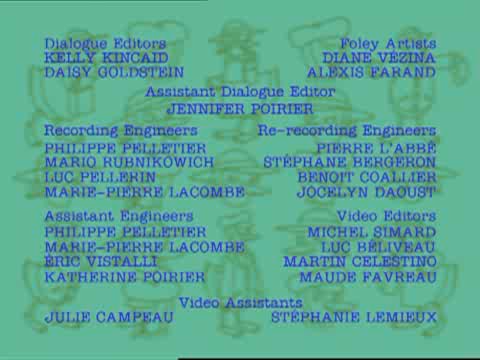 Dialogue Editors
KELLY KINCAID
DAISY GOLDSTEIN
Foley Artists
DIANE VÉZINA
ALEXIS FARAND
Assistant Dialogue Editor
JENNIFER POIRIER
Recording Engineers
PHILIPPE PELLETIER
MARIO RUBNIKOWICH
LUC PELLERIN
MARIE-PIERRE LACOMBE
Re-recording Engineers
PIERRE L'ABBÉ
STÉPHANE BERGERON
BENOIT COALLIER
JOCELYN DAOUST
Assistant Engineers
PHILIPPE PELLETIER
MARIE-PIERRE LACOMBE
ÉRIC VISTALLI
KATHERINE POIRIER
Video Editors
MICHEL SIMARD
LUC BÉLIVEAU
MARTIN CELESTINO
MAUDE FAVREAU
Video Assistants
JULIE CAMPEAU
STÉPHANIE LEMIEUX